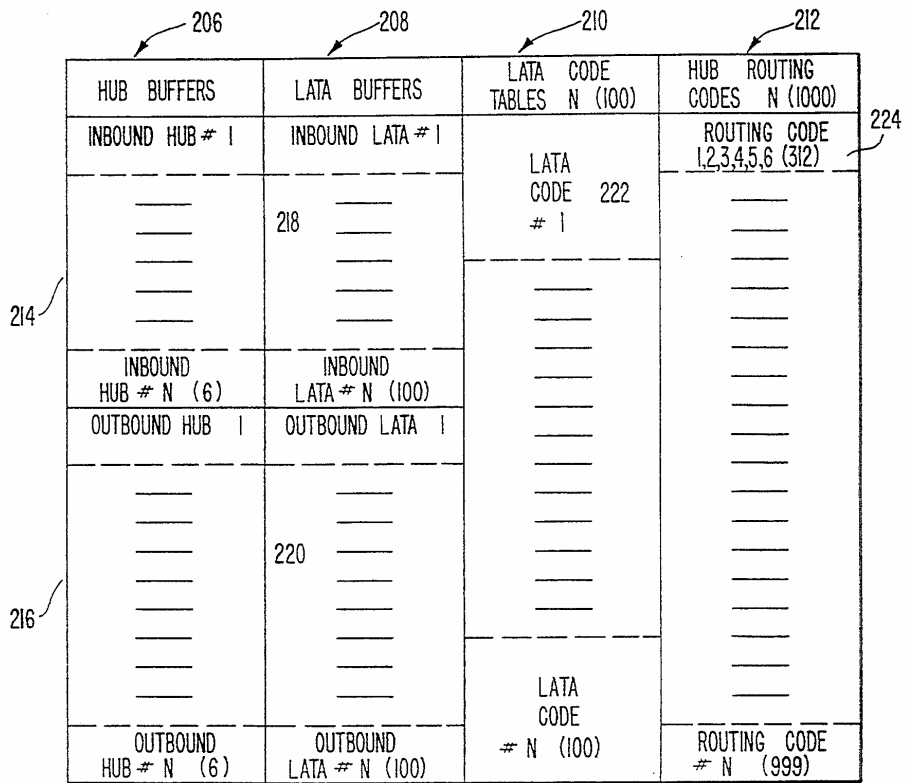 206
208
210
212
HUB BUFFERS
LATA BUFFERS
LATA CODE
TABLES N (100)
HUB ROUTING
CODES N (1000)
INBOUND HUB # 1
INBOUND LATA # 1
LATA
CODE 222
# 1
ROUTING CODE
1,2,3,4,5,6 (312)
224
218
214
INBOUND
HUB # N (6)
INBOUND
LATA # N (100)
OUTBOUND HUB 1
OUTBOUND LATA 1
220
216
LATA
CODE
# N (100)
OUTBOUND
HUB # N (6)
OUTBOUND
LATA # N (100)
ROUTING CODE
# N (999)